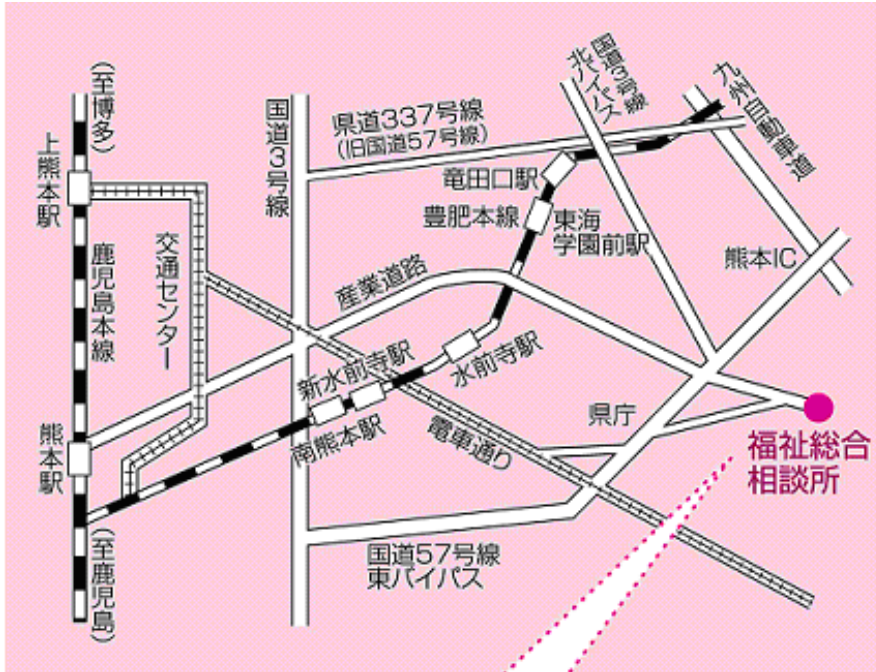 (至博多)
上熊本駅
鹿児島本線
熊本駅
(至鹿児島)
交通センター
国道3号線
県道337号線
(旧国道57号線)
国道3号線
北バイパス
九州自動車道
竜田口駅
豊肥本線
東海
学園前駅
熊本IC
産業道路
新水前寺駅
水前寺駅
南熊本駅
電車通り
県庁
福祉総合
相談所
国道57号線
東バイパス